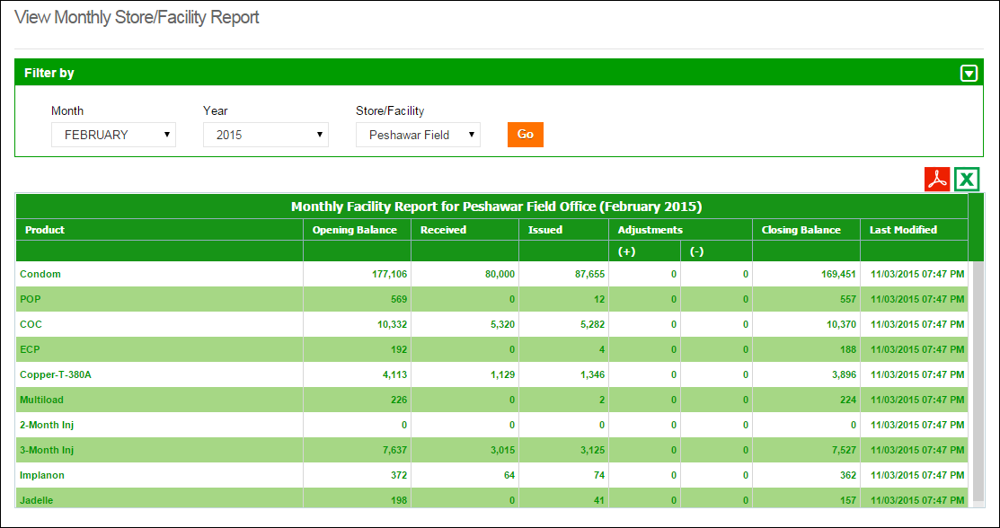 View Monthly Store/Facility Report
Filter by
Month Year Store/Facility
FEBRUARY 2015 Peshawar Field Go
Monthly Facility Report for Peshawar Field Office (February 2015)
Product Opening Balance Received Issued Adjustments Closing Balance Last Modified
(+) (-)
Condom 177,106 80,000 87,655 0 0 169,451 11/03/2015 07:47 PM
POP 569 0 12 0 0 557 11/03/2015 07:47 PM
COC 10,332 5,320 5,282 0 0 10,370 11/03/2015 07:47 PM
ECP 192 0 4 0 0 188 11/03/2015 07:47 PM
Copper-T-380A 4,113 1,129 1,346 0 0 3,896 11/03/2015 07:47 PM
Multiload 226 0 2 0 0 224 11/03/2015 07:47 PM
2-Month Inj 0 0 0 0 0 0 11/03/2015 07:47 PM
3-Month Inj 7,637 3,015 3,125 0 0 7,527 11/03/2015 07:47 PM
Implanon 372 64 74 0 0 362 11/03/2015 07:47 PM
Jadelle 198 0 41 0 0 157 11/03/2015 07:47 PM